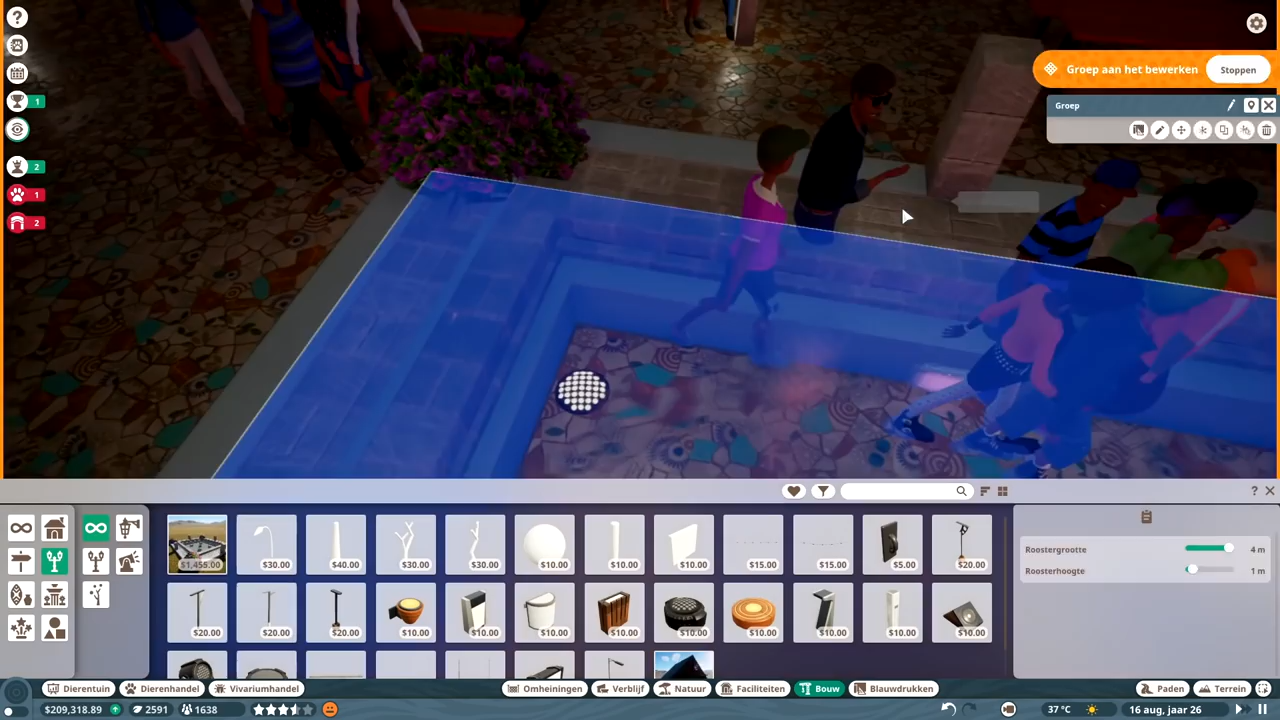 ?
Groep aan het bewerken
Stoppen
Groep
1
2
1
2
? 
$1,455.00
$30.00
$40.00
$30.00
$30.00
$10.00
$10.00
$10.00
$15.00
$15.00
$5.00
$20.00
$20.00
$20.00
$20.00
$10.00
$10.00
$10.00
$10.00
$10.00
$10.00
$10.00
$10.00
$10.00
Roostergrootte
4 m
Roosterhoogte
1 m
Dierentuin
Dierenhandel
Vivariumhandel
Omheiningen
Verblijf
Natuur
Faciliteiten
Bouw
Blauwdrukken
Paden
Terrein
$209,318.89
2591
1638
37 °C
16 aug, jaar 26